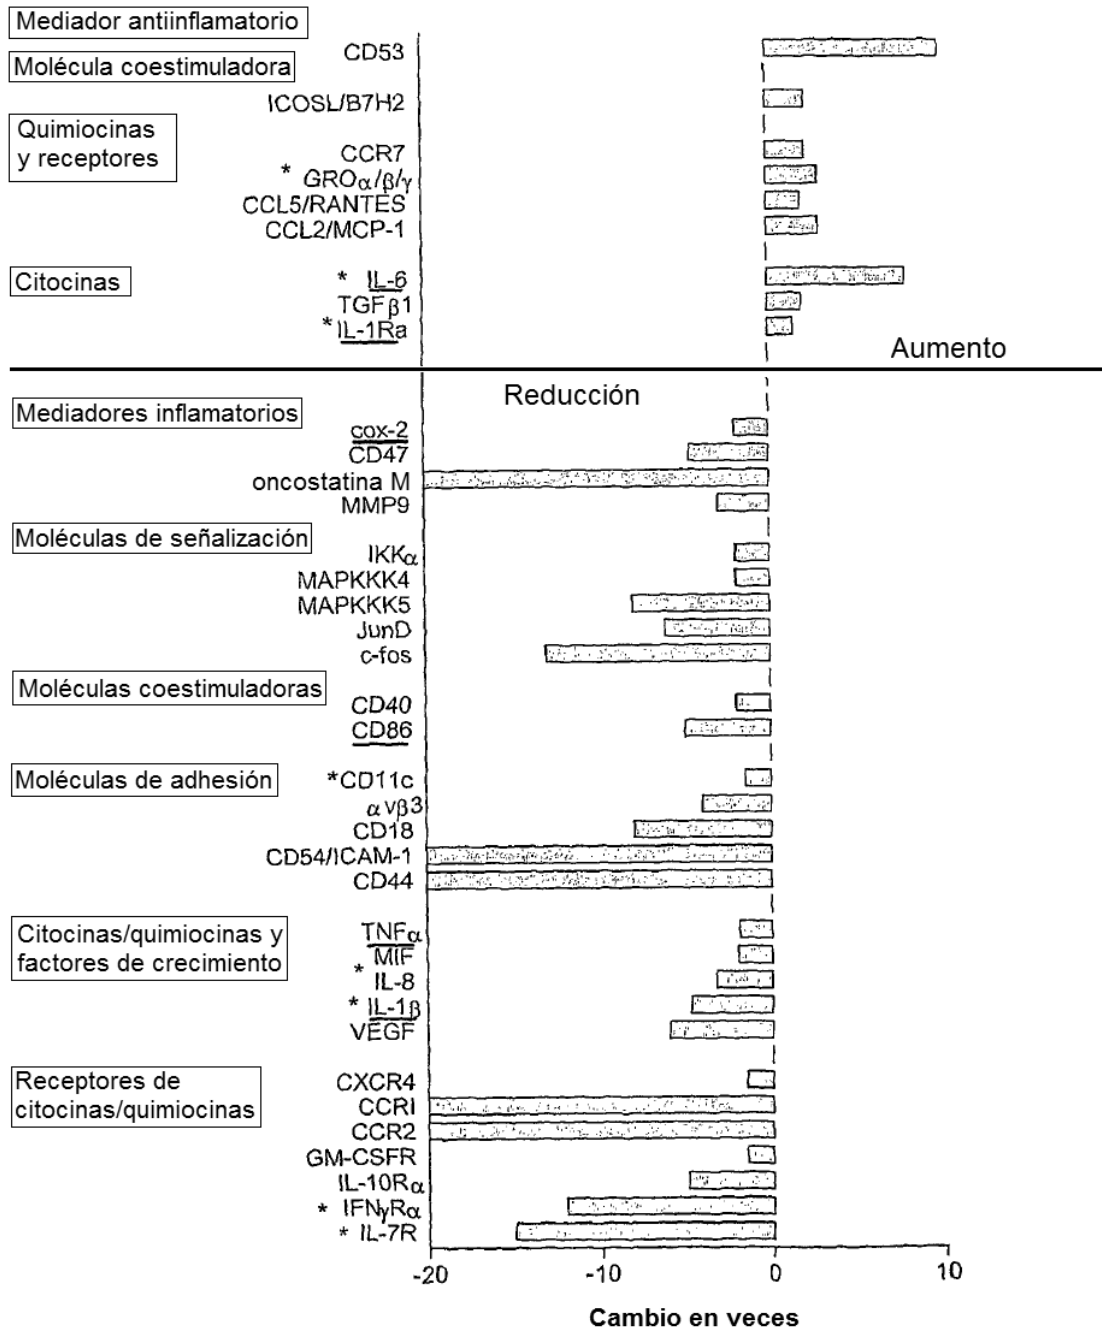 Mediador antiinflamatorio
CD53
Molécula coestimuladora
ICOSL/B7H2
Quimiocinas
y receptores
CCR7
* GROα/β/γ
CCL5/RANTES
CCL2/MCP-1
Citocinas
* IL-6
TGFβ1
*IL-1Ra
Aumento
Reducción
Mediadores inflamatorios
cox-2
CD47
oncostatina M
MMP9
Moléculas de señalización
IKKα
MAPKKK4
MAPKKK5
JunD
c-fos
Moléculas coestimuladoras
CD40
CD86
Moléculas de adhesión
*CD11c
αvβ3
CD18
CD54/ICAM-1
CD44
Citocinas/quimiocinas y
factores de crecimiento
TNFα
MIF
* IL-8
* IL-1β
VEGF
Receptores de
citocinas/quimiocinas
CXCR4
CCR1
CCR2
GM-CSFR
IL-10Rα
* IFNγRα
* IL-7R
-20 -10 0 10
Cambio en veces